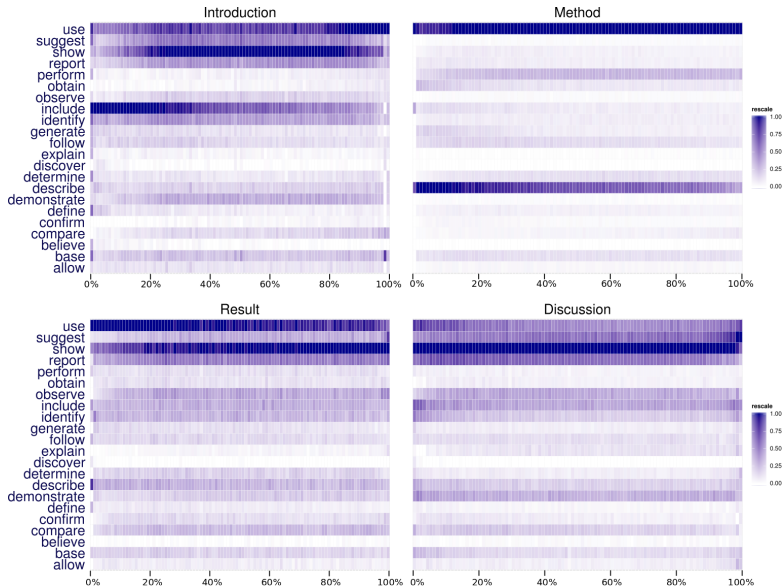 Introduction
Method
use
suggest
show
report
perform
obtain
observe
include
identify
generate
follow
explain
discover
determine
describe
demonstrate
define
confirm
compare
believe
base
allow
0% 20% 40% 60% 80% 100%
0% 20% 40% 60% 80% 100%
rescale
1.00
0.75
0.50
0.25
0.00
Result
Discussion
use
suggest
show
report
perform
obtain
observe
include
identify
generate
follow
explain
discover
determine
describe
demonstrate
define
confirm
compare
believe
base
allow
0% 20% 40% 60% 80% 100%
0% 20% 40% 60% 80% 100%
rescale
1.00
0.75
0.50
0.25
0.00